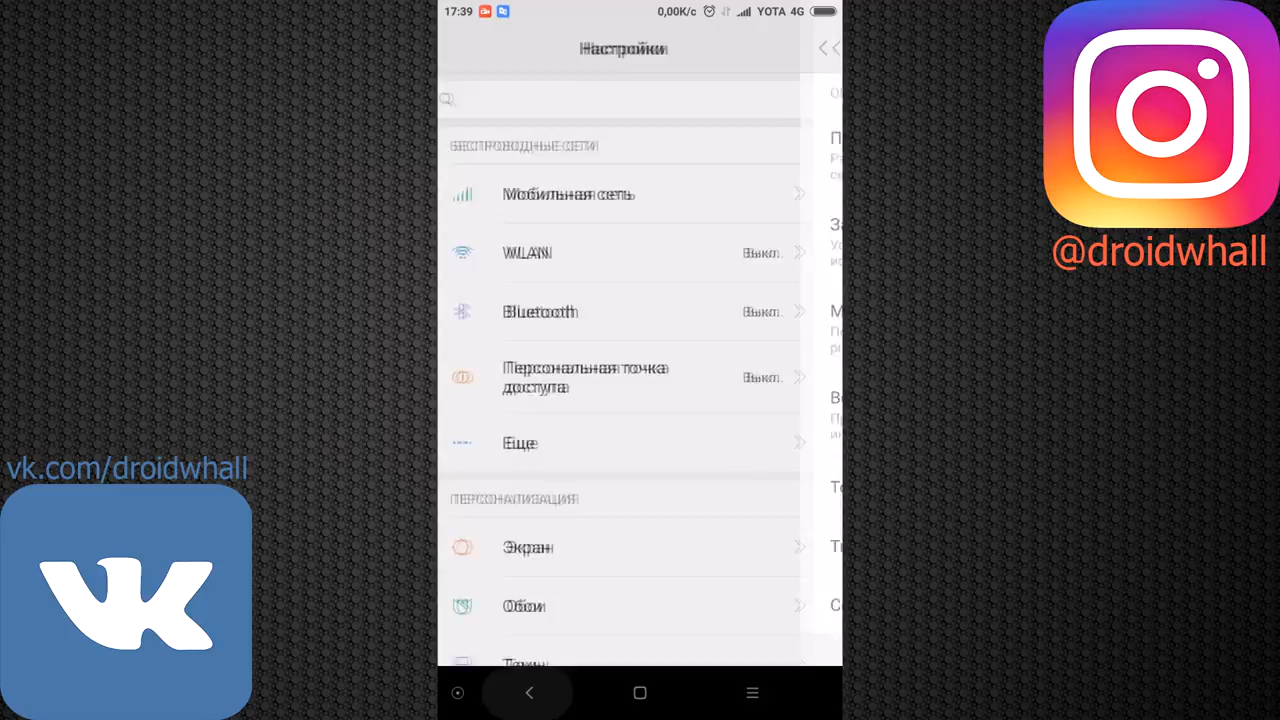 17:39
0,00К/с
YOTA 4G
Настройки
БЕСПРОВОДНЫЕ СЕТИ
Мобильная сеть
WLAN
Выкл.
Bluetooth
Выкл.
Персональная точка
доступа
Выкл.
Еще
ПЕРСОНАЛИЗАЦИЯ
Экран
Обои
Темы
@droidwhall
vk.com/droidwhall